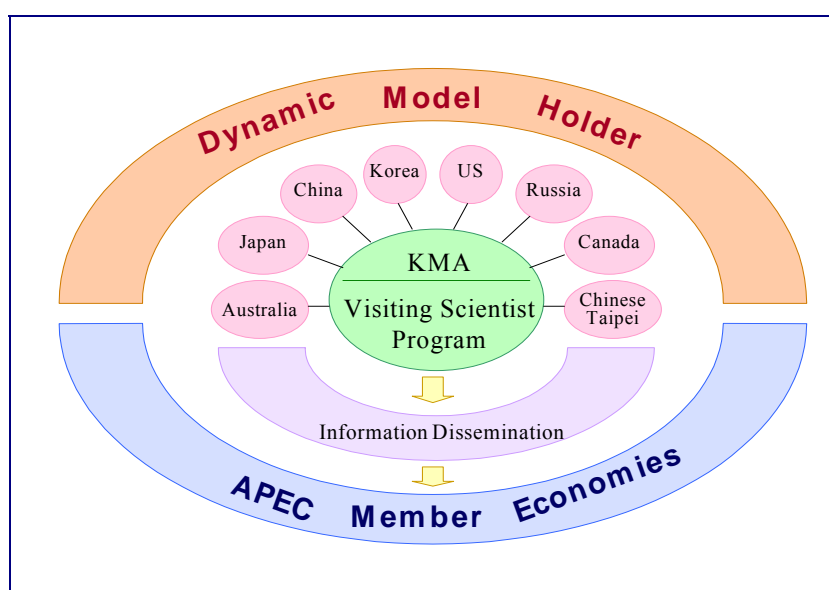 Dynamic Model Holder
Korea
US
China
Russia
Japan
Canada
KMA
Australia
Visiting Scientist
Program
Chinese
Taipei
Information Dissemination
APEC Member Economies